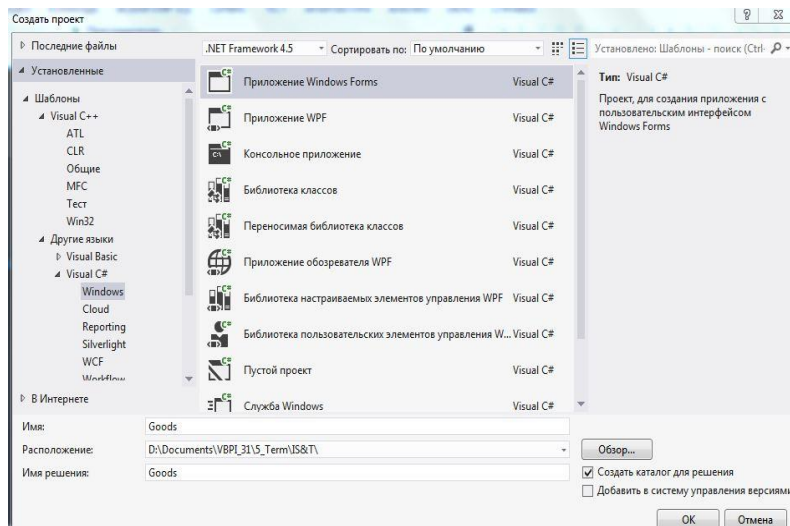 Создать проект
Последние файлы
.NET Framework 4.5
Сортировать по: По умолчанию
Установлено: Шаблоны - поиск (Ctrl-
Установленные
Шаблоны
Visual C++
ATL
CLR
Общие
MFC
Тест
Win32
Другие языки
Visual Basic
Visual C#
Windows
Cloud
Reporting
Silverlight
WCF
Workflow
В Интернете
Приложение Windows Forms Visual C#
Приложение WPF Visual C#
Консольное приложение Visual C#
Библиотека классов Visual C#
Переносимая библиотека классов Visual C#
Приложение обозревателя WPF Visual C#
Библиотека настраиваемых элементов управления WPF Visual C#
Библиотека пользовательских элементов управления W... Visual C#
Пустой проект Visual C#
Служба Windows Visual C#
Тип: Visual C#
Проект, для создания приложения с
пользовательским интерфейсом
Windows Forms
Имя: Goods
Расположение: D:\Documents\VBPI_31\5_Term\IS&T\
Обзор...
Имя решения: Goods
Создать каталог для решения
Добавить в систему управления версиями
OK Отмена